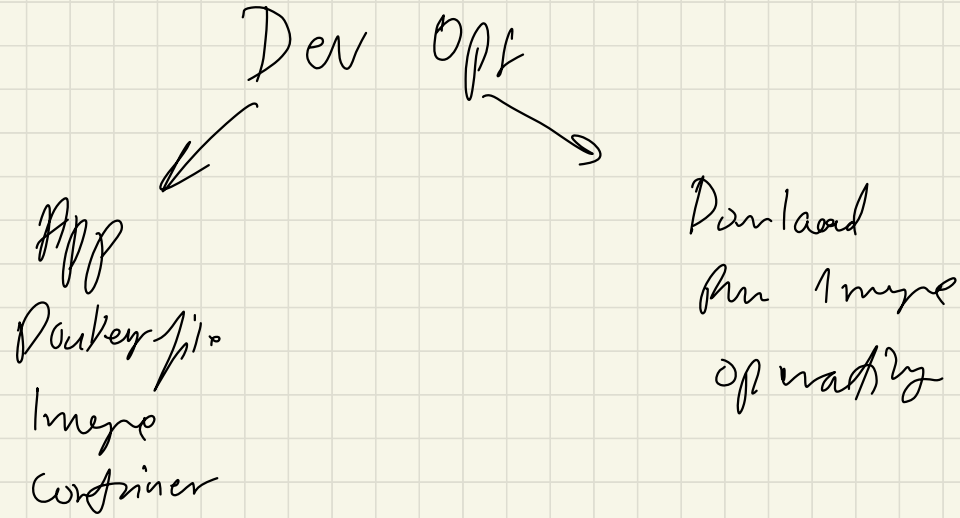 Dev Ops
App
Dockerfile
Image
Container
Download
Run Image
operating